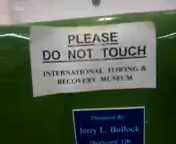 PLEASE
DO NOT TOUCH
INTERNATIONAL TOWING &
RECOVERY MUSEUM
Donated By
Jerry L. Bullock